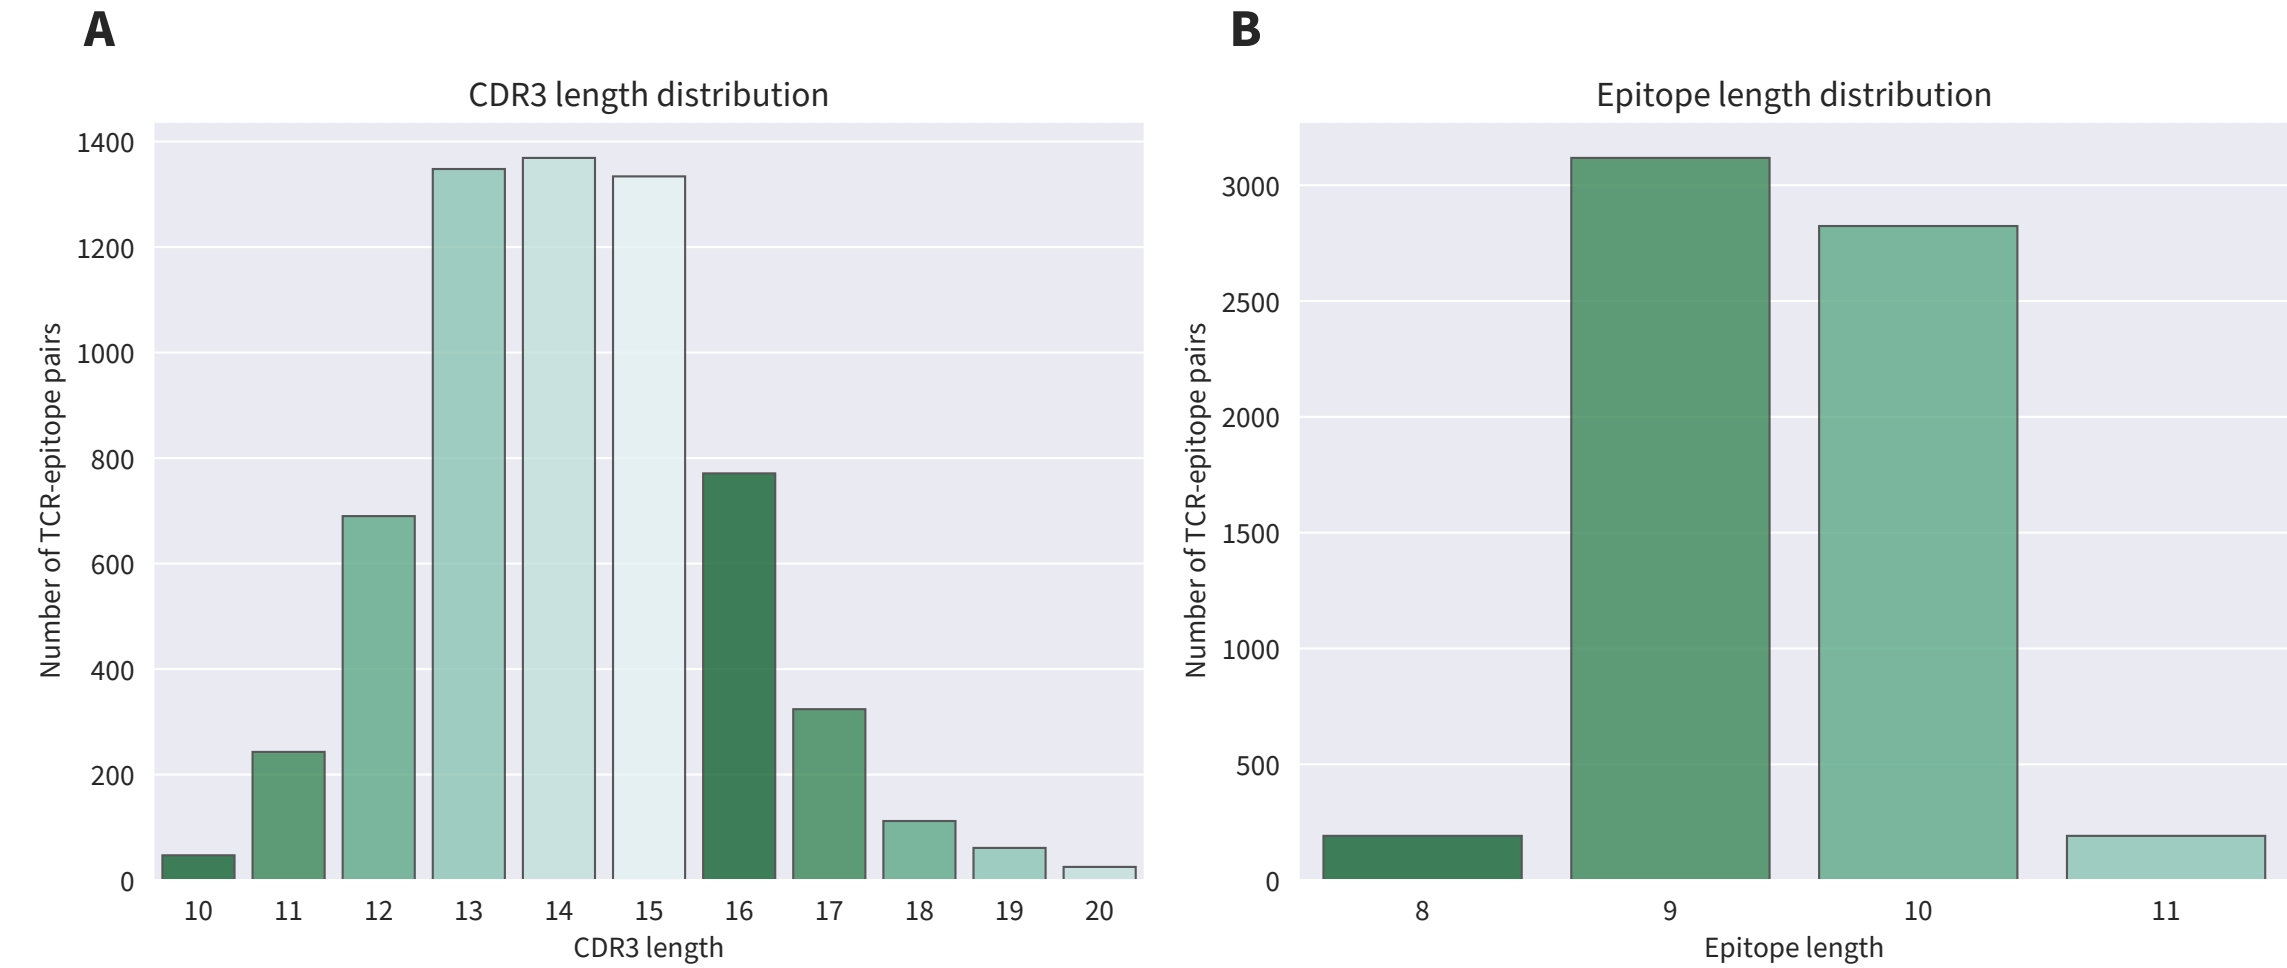 A
CDR3 length distribution
Number of TCR-epitope pairs
1400
1200
1000
800
600
400
200
0
10 11 12 13 14 15 16 17 18 19 20
CDR3 length
B
Epitope length distribution
Number of TCR-epitope pairs
3000
2500
2000
1500
1000
500
0
8 9 10 11
Epitope length